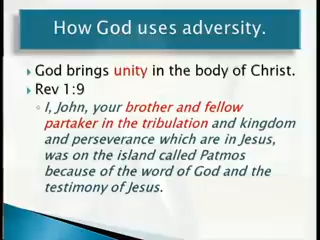 How God uses adversity.
God brings unity in the body of Christ.
Rev 1:9
I, John, your brother and fellow
partaker in the tribulation and kingdom
and perseverance which are in Jesus,
was on the island called Patmos
because of the word of God and the
testimony of Jesus.